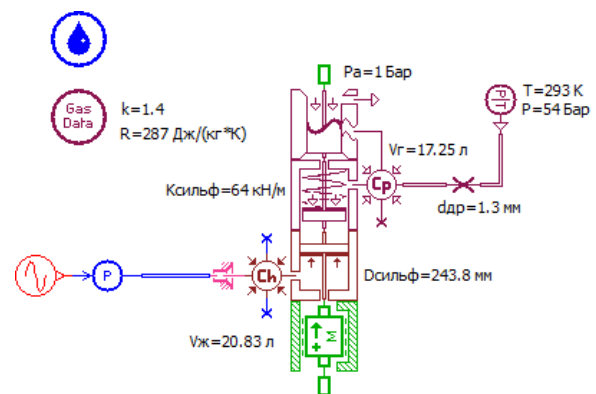 Pa=1 Бар
T=293 K
P=54 Бар
P|T
Gas
Data
k=1.4
R=287 Дж/(кг*К)
Vг=17.25 л
Kсильф=64 кН/м
Cp
dдр=1.3 мм
P
Ch
Dсильф=243.8 мм
Vж=20.83 л
M